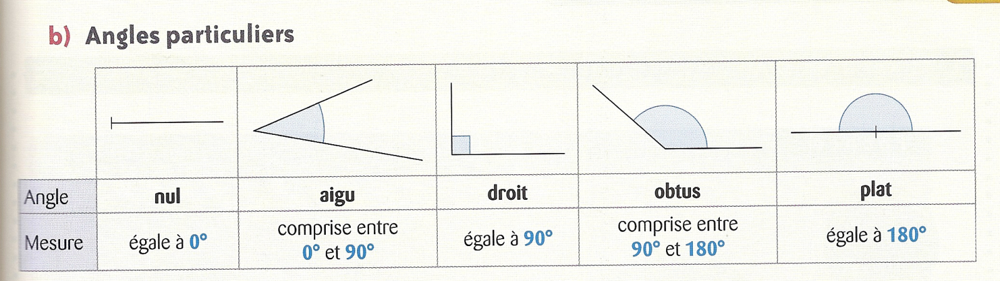 b) Angles particuliers
Angle nul aigu droit obtus plat
Mesure égale à 0° comprise entre 0° et 90° égale à 90° comprise entre 90° et 180° égale à 180°